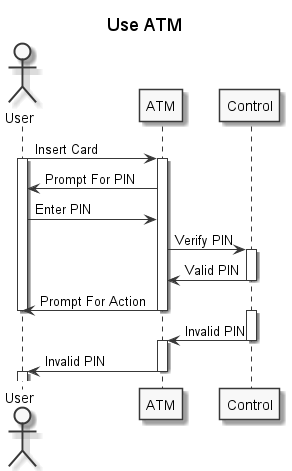 Use ATM
User
ATM
Control
Insert Card
Prompt For PIN
Enter PIN
Verify PIN
Valid PIN
Prompt For Action
Invalid PIN
Invalid PIN
User
ATM
Control